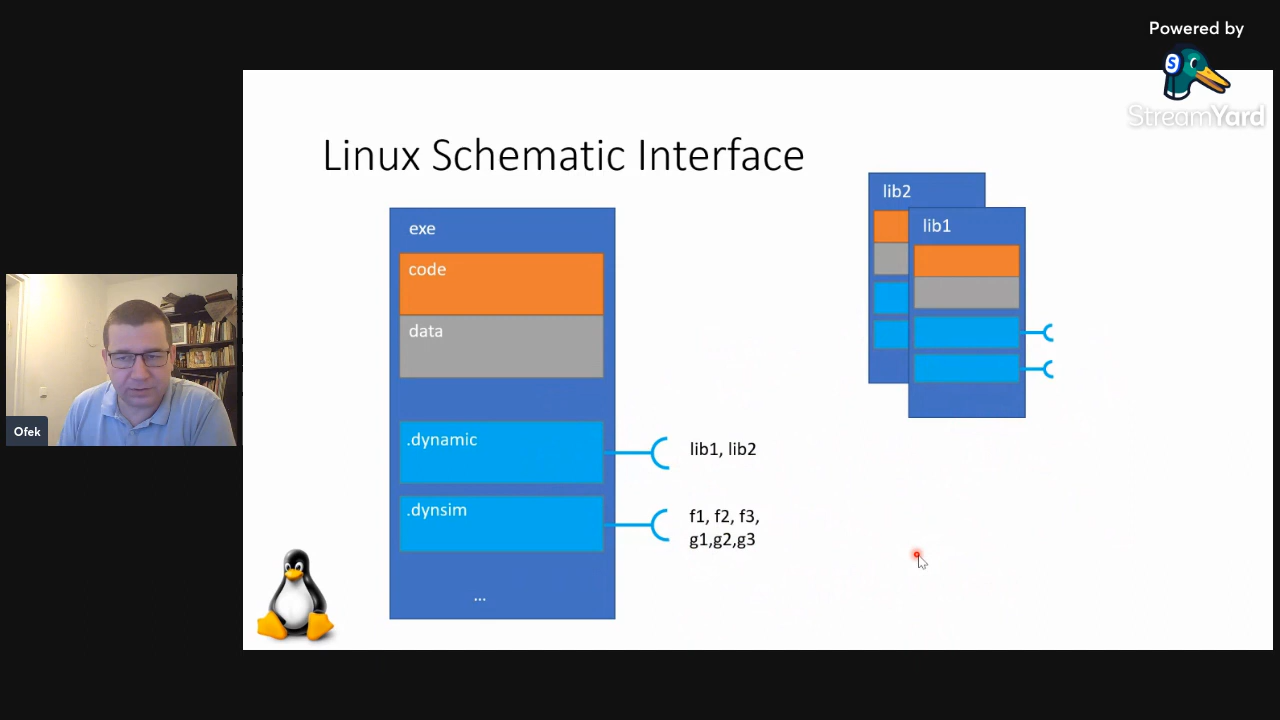 Powered by
StreamYard
Linux Schematic Interface
exe
code
data
.dynamic
.dynsim
...
lib1, lib2
f1, f2, f3,
g1,g2,g3
lib2
lib1
Ofek